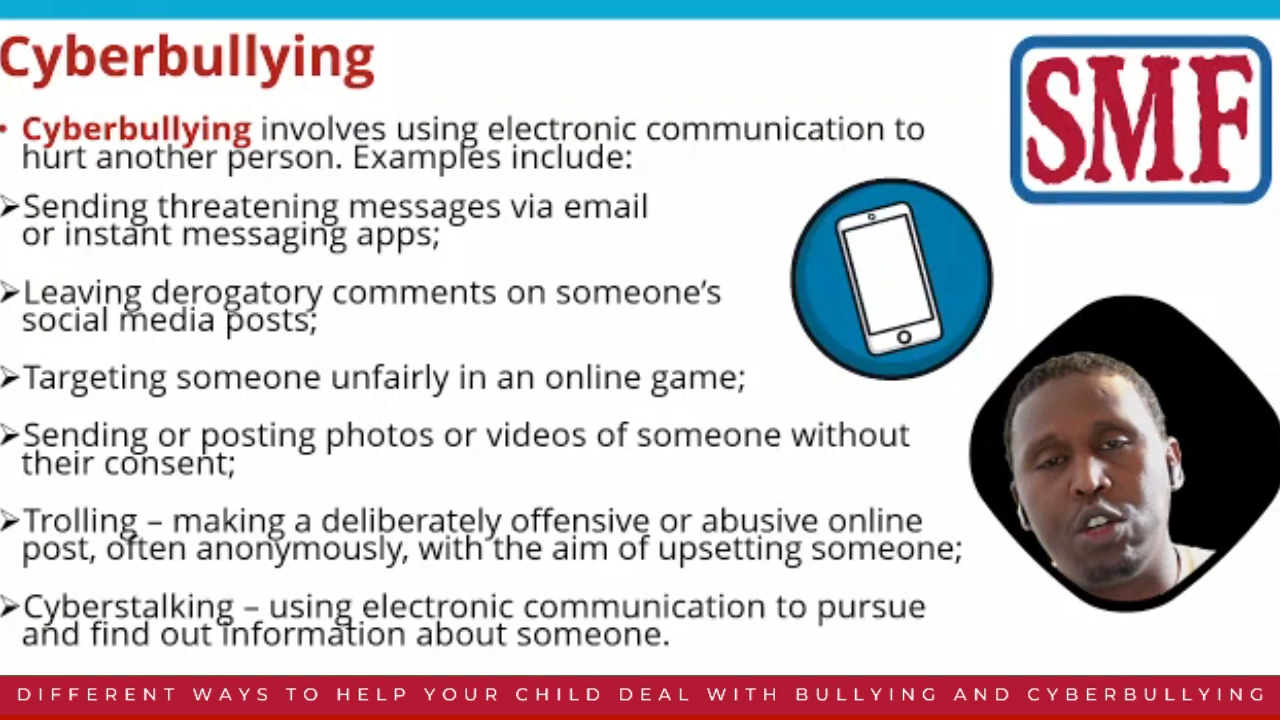 Cyberbullying
SMF
• Cyberbullying involves using electronic communication to
hurt another person. Examples include:
➢Sending threatening messages via email
or instant messaging apps;
➢Leaving derogatory comments on someone’s
social media posts;
➢Targeting someone unfairly in an online game;
➢Sending or posting photos or videos of someone without
their consent;
➢Trolling – making a deliberately offensive or abusive online
post, often anonymously, with the aim of upsetting someone;
➢Cyberstalking – using electronic communication to pursue
and find out information about someone.
DIFFERENT WAYS TO HELP YOUR CHILD DEAL WITH BULLYING AND CYBERBULLYING